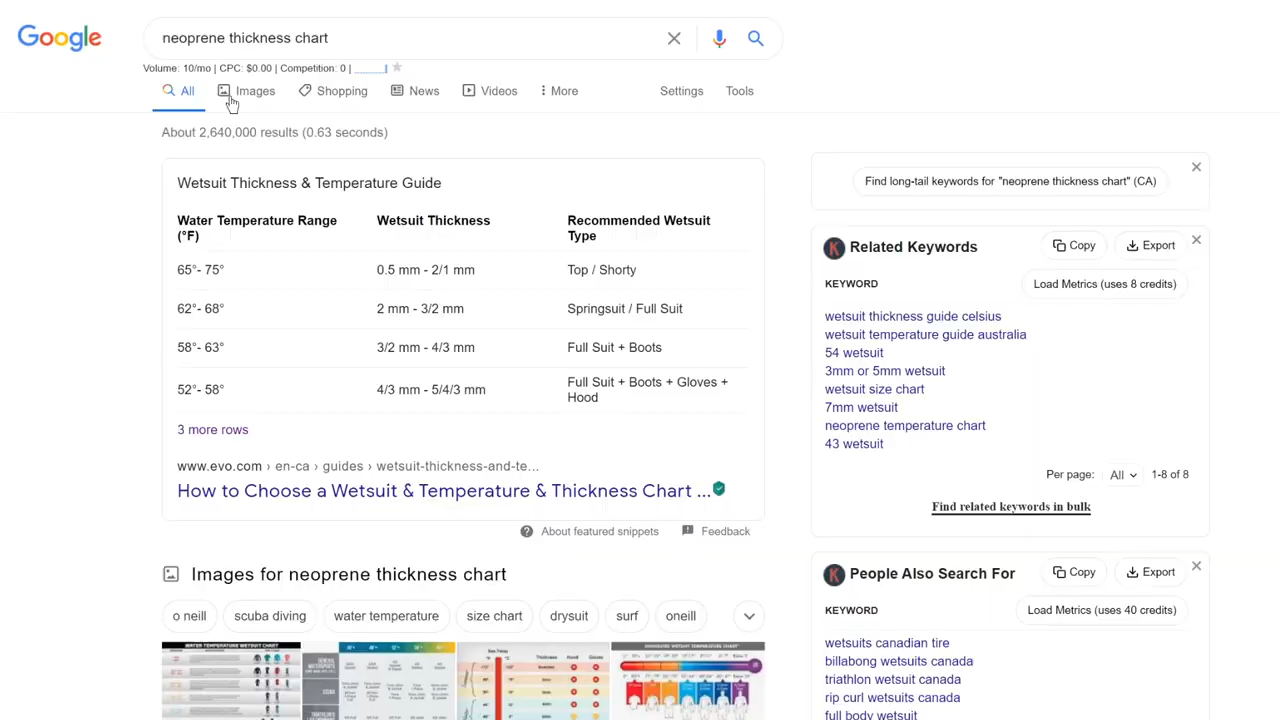 Google
neoprene thickness chart
Volume: 10/mo | CPC: $0.00 | Competition: 0 |
All Images Shopping News Videos More Settings Tools
About 2,640,000 results (0.63 seconds)
Wetsuit Thickness & Temperature Guide
Water Temperature Range (°F) Wetsuit Thickness Recommended Wetsuit Type
65°- 75° 0.5 mm - 2/1 mm Top / Shorty
62°- 68° 2 mm - 3/2 mm Springsuit / Full Suit
58°- 63° 3/2 mm - 4/3 mm Full Suit + Boots
52°- 58° 4/3 mm - 5/4/3 mm Full Suit + Boots + Gloves + Hood
3 more rows
www.evo.com › en-ca › guides › wetsuit-thickness-and-te...
How to Choose a Wetsuit & Temperature & Thickness Chart ...
About featured snippets Feedback
Images for neoprene thickness chart
o neill scuba diving water temperature size chart drysuit surf oneill
WATER TEMPERATURE WETSUIT CHART
Find long-tail keywords for "neoprene thickness chart" (CA)
K Related Keywords Copy Export
KEYWORD Load Metrics (uses 8 credits)
wetsuit thickness guide celsius
wetsuit temperature guide australia
54 wetsuit
3mm or 5mm wetsuit
wetsuit size chart
7mm wetsuit
neoprene temperature chart
43 wetsuit
Per page: All 1-8 of 8
Find related keywords in bulk
K People Also Search For Copy Export
KEYWORD Load Metrics (uses 40 credits)
wetsuits canadian tire
billabong wetsuits canada
triathlon wetsuit canada
rip curl wetsuits canada
full body wetsuit